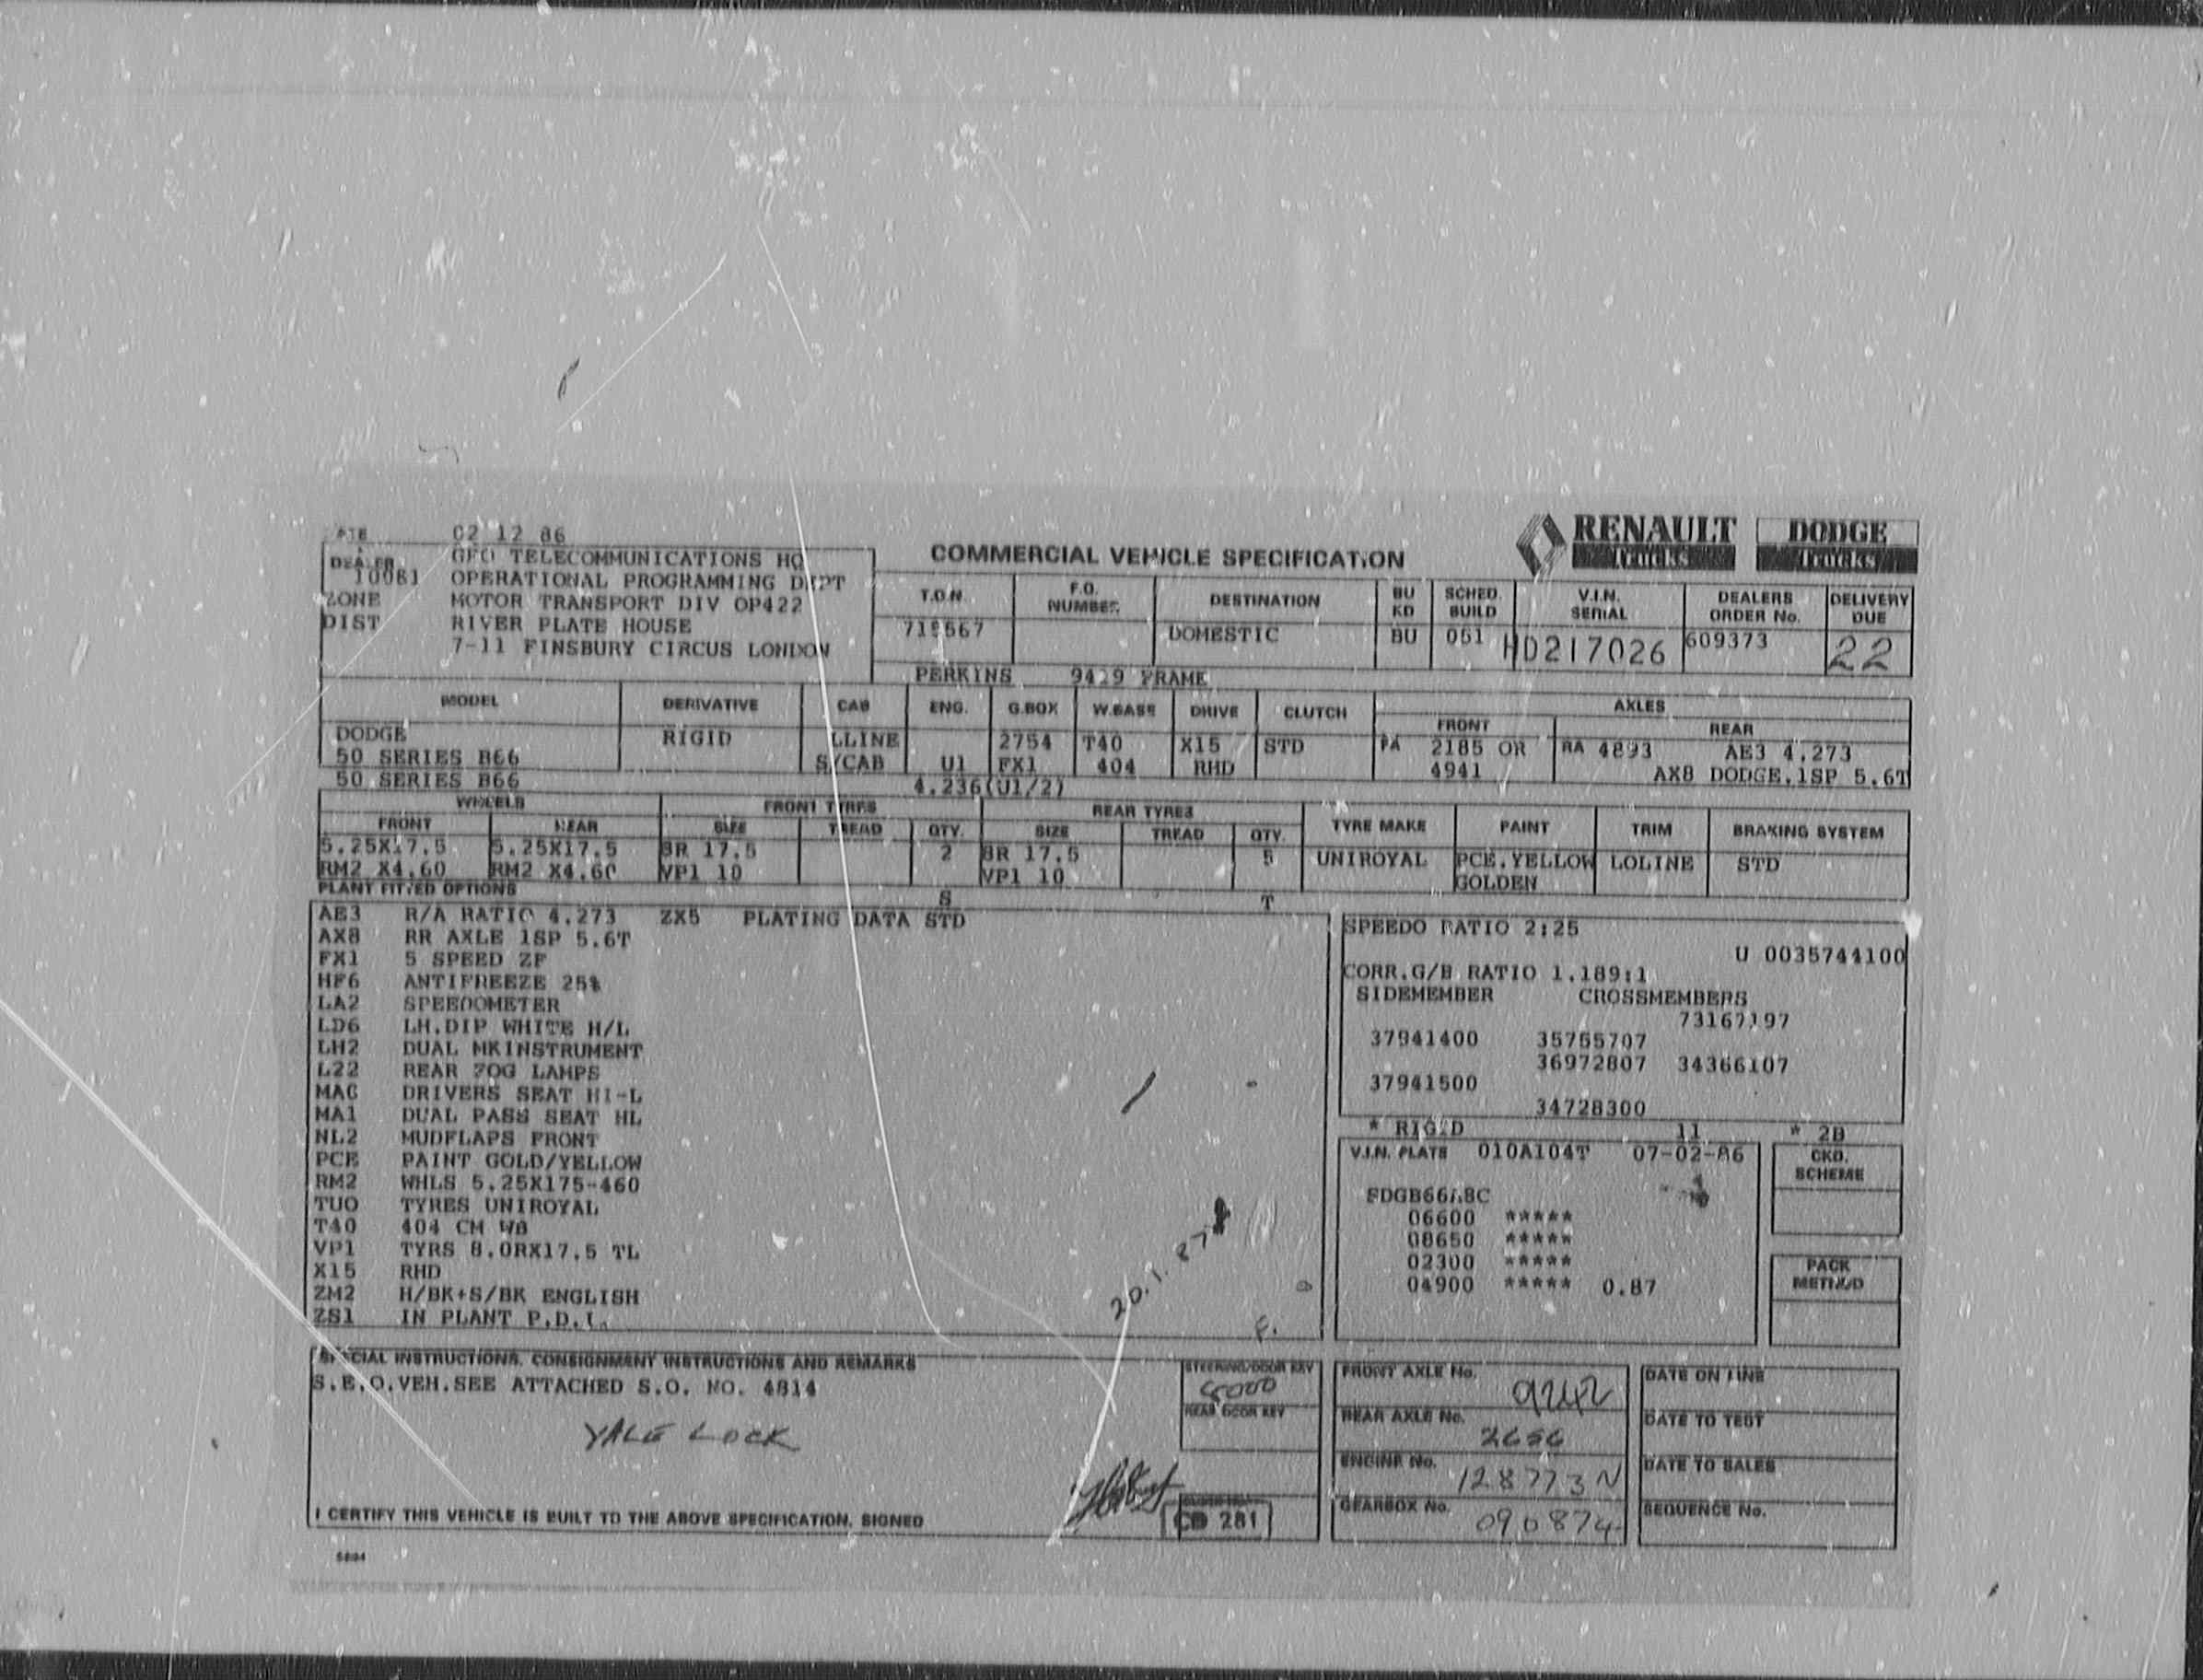 02 12 86
RENAULT
Trucks
DODGE
Trucks
DEALER GPO TELECOMMUNICATIONS HQ
10081 OPERATIONAL PROGRAMMING DEPT
ZONE MOTOR TRANSPORT DIV OP422
DIST RIVER PLATE HOUSE
7-11 FINSBURY CIRCUS LONDON
COMMERCIAL VEHICLE SPECIFICATION
T.O.N. F.O. NUMBER DESTINATION BU KD SCHED. BUILD V.I.N. SERIAL DEALERS ORDER No. DELIVERY DUE
DOMESTIC BU 051 HD217026 609373 22
PERKINS FRAME
MODEL DERIVATIVE CAB ENG. G.BOX W.BASE DRIVE CLUTCH AXLES
FRONT REAR
DODGE RIGID LLINE 2754 T40 X15 STD FA 2185 OR RA 4893 AE3 4.273
50 SERIES B66 S/CAB U1 FX1 404 RHD 4941 AX8 DODGE.1SP 5.6T
50 SERIES B66 4.236(U1/2)
WHEELS FRONT TYRES REAR TYRES TYRE MAKE PAINT TRIM BRAKING SYSTEM
FRONT REAR SIZE TREAD QTY. SIZE TREAD QTY.
5.25X17.5 5.25X17.5 8R 17.5 2 8R 17.5 5 UNIROYAL PCE.YELLOW LOLINE STD
RM2 X4.60 RM2 X4.60 VP1 10 VP1 10 GOLDEN
PLANT FITTED OPTIONS S T
AE3 R/A RATIO 4.273 ZX5 PLATING DATA STD
AX8 RR AXLE 1SP 5.6T
FX1 5 SPEED ZF
HF6 ANTIFREEZE 25%
LA2 SPEEDOMETER
LD6 LH.DIP WHITE H/L
LH2 DUAL MKINSTRUMENT
L22 REAR FOG LAMPS
MAC DRIVERS SEAT HI-L
MA1 DUAL PASS SEAT HL
NL2 MUDFLAPS FRONT
PCE PAINT GOLD/YELLOW
RM2 WHLS 5.25X175-460
TUO TYRES UNIROYAL
T40 404 CM WB
VP1 TYRS 8.0RX17.5 TL
X15 RHD
ZM2 H/BK+S/BK ENGLISH
ZS1 IN PLANT P.D.I.
20.1.87
SPEEDO RATIO 2:25
U 0035744100
CORR.G/B RATIO 1.189:1
SIDEMEMBER CROSSMEMBERS
73167197
37941400 35755707
36972807 34366107
37941500
34728300
* RIGID 11 * 2B
V.I.N. PLATE 010A104T 07-02-86
CKD. SCHEME
06600 *****
08650 *****
02300 *****
04900 ***** 0.87
PACK METHOD
SPECIAL INSTRUCTIONS. CONSIGNMENT INSTRUCTIONS AND REMARKS
S.E.O.VEH.SEE ATTACHED S.O. NO. 4814
YALE LOCK
I CERTIFY THIS VEHICLE IS BUILT TO THE ABOVE SPECIFICATION. SIGNED
STEERING/DOOR KEY
REAR DOOR KEY
CD 281
FRONT AXLE No. 9242
REAR AXLE No. 2656
ENGINE No. 128773N
GEARBOX No. 090874
DATE ON LINE
DATE TO TEST
DATE TO SALES
SEQUENCE No.